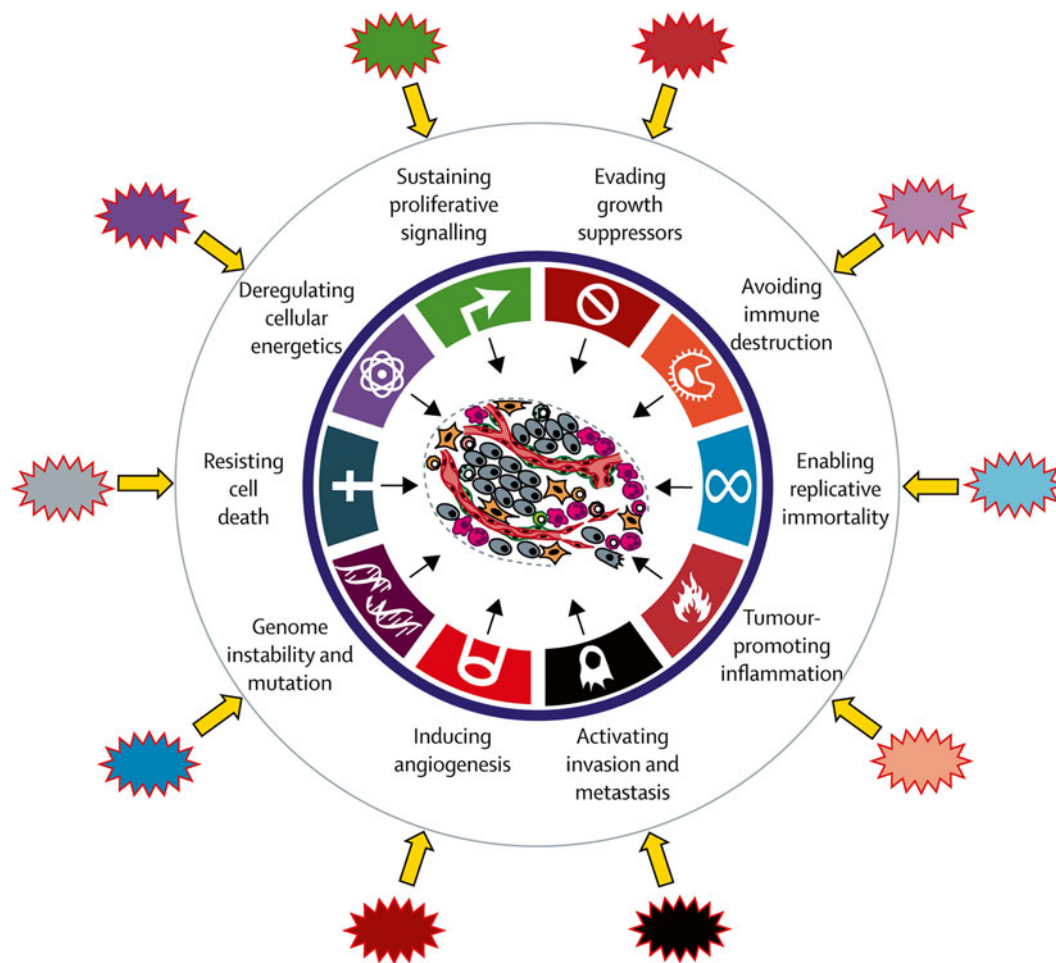 Sustaining
proliferative
signalling
Evading
growth
suppressors
Deregulating
cellular
energetics
Avoiding
immune
destruction
Resisting
cell
death
Enabling
replicative
immortality
Genome
instability and
mutation
Tumour-
promoting
inflammation
Inducing
angiogenesis
Activating
invasion and
metastasis